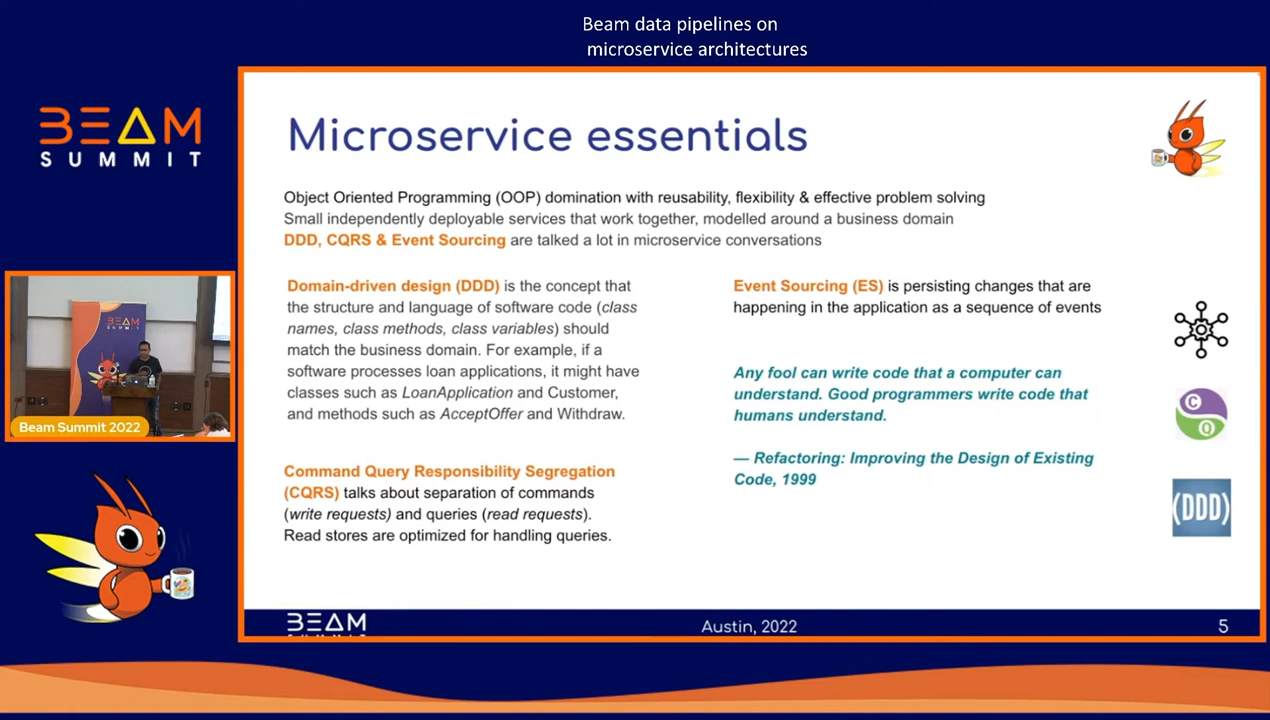 Beam data pipelines on
microservice architectures
BEAM
SUMMIT
Microservice essentials
Object Oriented Programming (OOP) domination with reusability, flexibility & effective problem solving
Small independently deployable services that work together, modelled around a business domain
DDD, CQRS & Event Sourcing are talked a lot in microservice conversations
Domain-driven design (DDD) is the concept that
the structure and language of software code (class
names, class methods, class variables) should
match the business domain. For example, if a
software processes loan applications, it might have
classes such as LoanApplication and Customer,
and methods such as AcceptOffer and Withdraw.
Command Query Responsibility Segregation
(CQRS) talks about separation of commands
(write requests) and queries (read requests).
Read stores are optimized for handling queries.
Event Sourcing (ES) is persisting changes that are
happening in the application as a sequence of events
Any fool can write code that a computer can
understand. Good programmers write code that
humans understand.
— Refactoring: Improving the Design of Existing
Code, 1999
C
Q
(DDD)
BEAM
Beam Summit 2022
BEAM
Austin, 2022
5